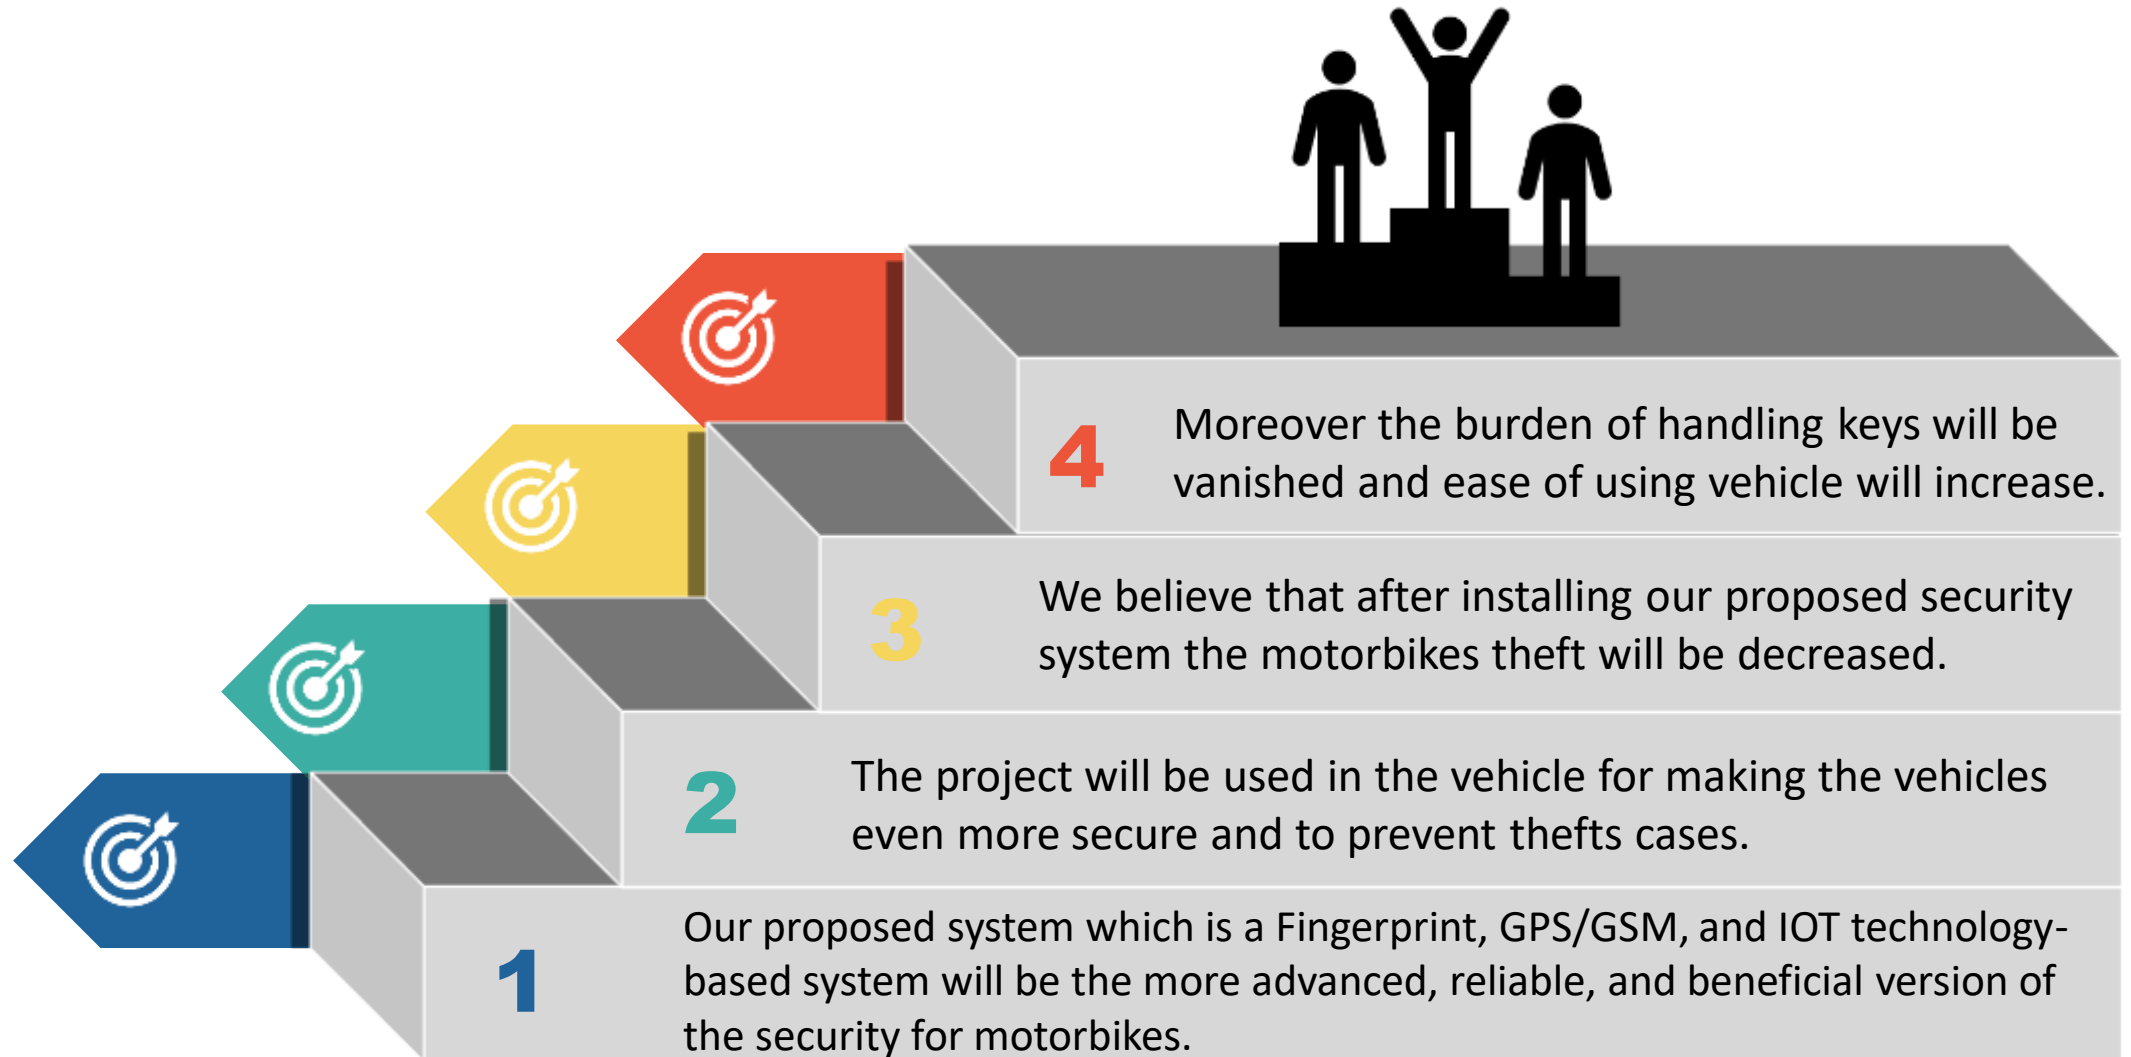 4
Moreover the burden of handling keys will be
vanished and ease of using vehicle will increase.
3
We believe that after installing our proposed security
system the motorbikes theft will be decreased.
2
The project will be used in the vehicle for making the vehicles
even more secure and to prevent thefts cases.
1
Our proposed system which is a Fingerprint, GPS/GSM, and IOT technology-
based system will be the more advanced, reliable, and beneficial version of
the security for motorbikes.